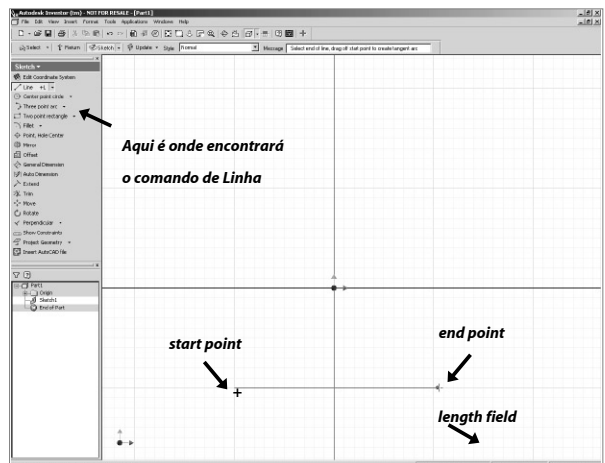 Autodesk Inventor (tm) - NOT FOR RESALE - [Part1]
File Edit View Insert Format Tools Applications Windows Help
Select Return Sketch Update Style Normal Message Select end of line, drag off start point to create tangent arc
Sketch
Edit Coordinate System
Line
Center point circle
Three point arc
Two point rectangle
Fillet
Point, Hole Center
Mirror
Offset
General Dimension
Auto Dimension
Extend
Trim
Move
Rotate
Perpendicular
Show Constraints
Project Geometry
Insert AutoCAD file
Aqui é onde encontrará
o comando de Linha
Part1
Origin
Sketch1
End of Part
start point
end point
length field